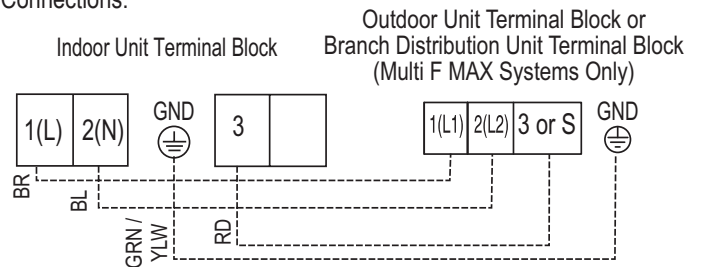 Connections:
Outdoor Unit Terminal Block or
Branch Distribution Unit Terminal Block
(Multi F MAX Systems Only)
Indoor Unit Terminal Block
1(L) 2(N) GND 3
1(L1) 2(L2) 3 or S GND
BR
BL
GRN /
YLW
RD